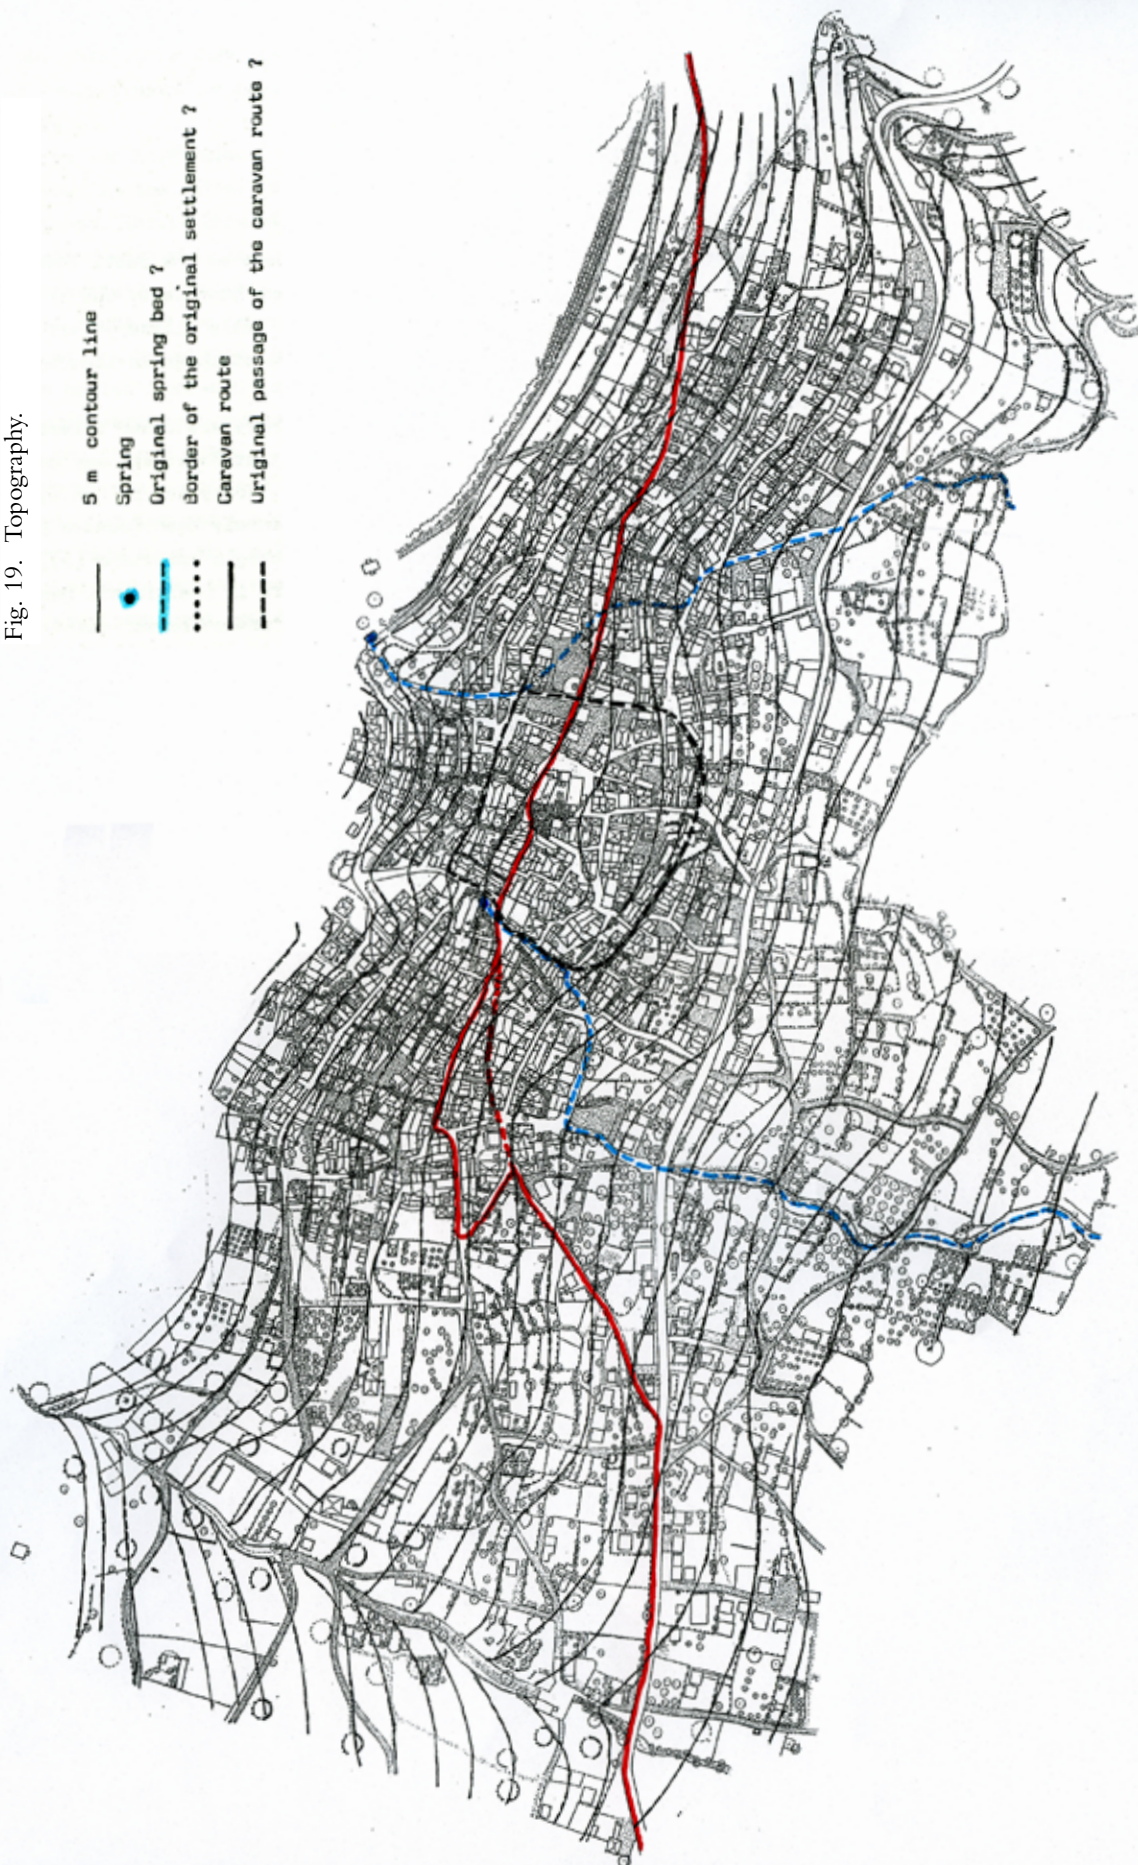 Fig. 19. Topography.
5 m contour line
Spring
Original spring bed ?
Border of the original settlement ?
Caravan route
Uriginal passage of the caravan route ?